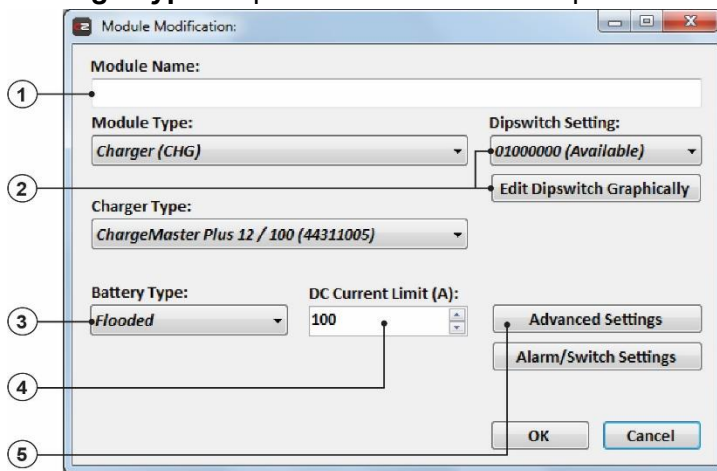 Module Modification:
Module Name:
1
Module Type:
Dipswitch Setting:
Charger (CHG)
01000000 (Available)
2
Edit Dipswitch Graphically
Charger Type:
ChargeMaster Plus 12 / 100 (44311005)
Battery Type:
DC Current Limit (A):
3
Flooded
100
Advanced Settings
Alarm/Switch Settings
4
OK
Cancel
5